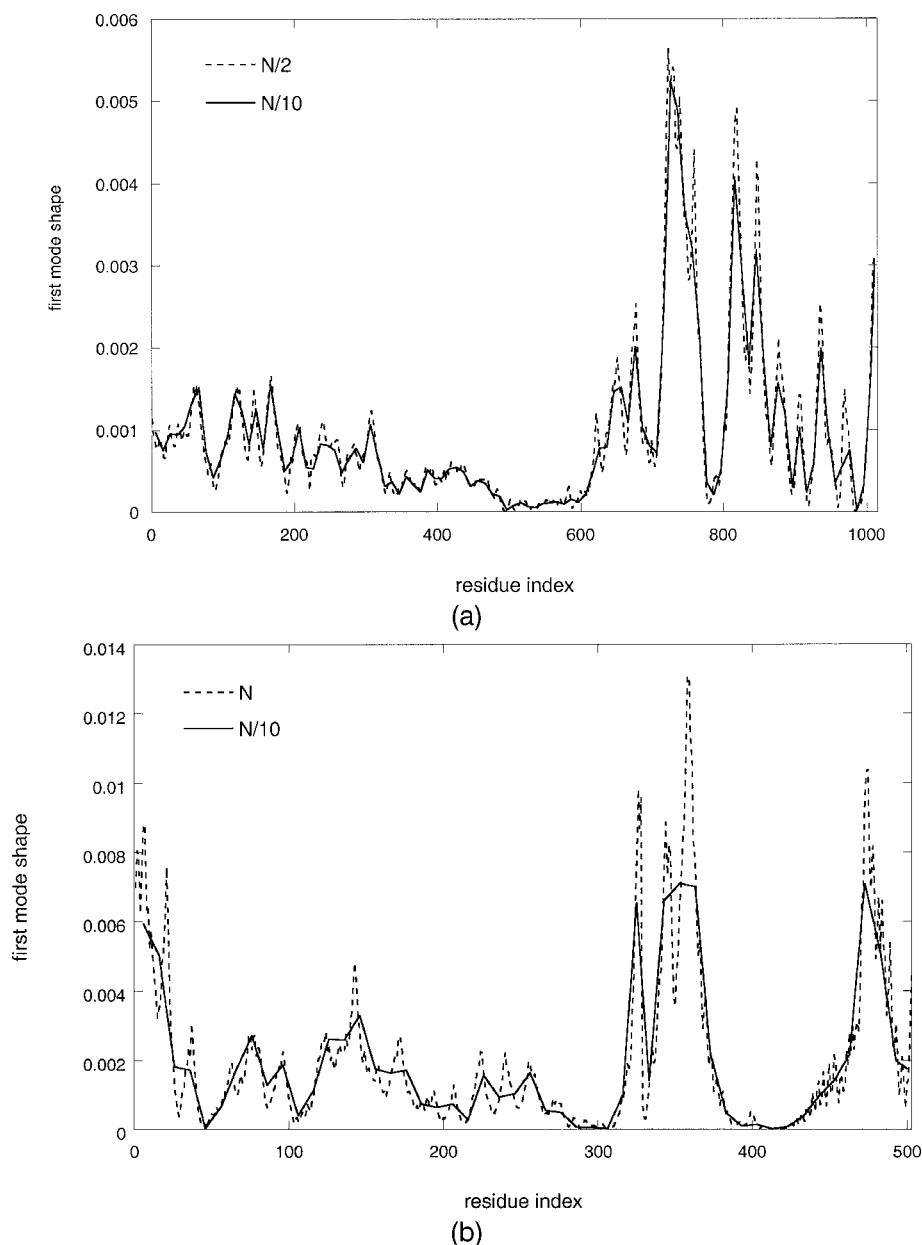 0.006
0.005
0.004
0.003
0.002
0.001
0
first mode shape
N/2
N/10
0 200 400 600 800 1000
residue index
(a)
0.014
0.012
0.01
0.008
0.006
0.004
0.002
0
first mode shape
N
N/10
0 100 200 300 400 500
residue index
(b)